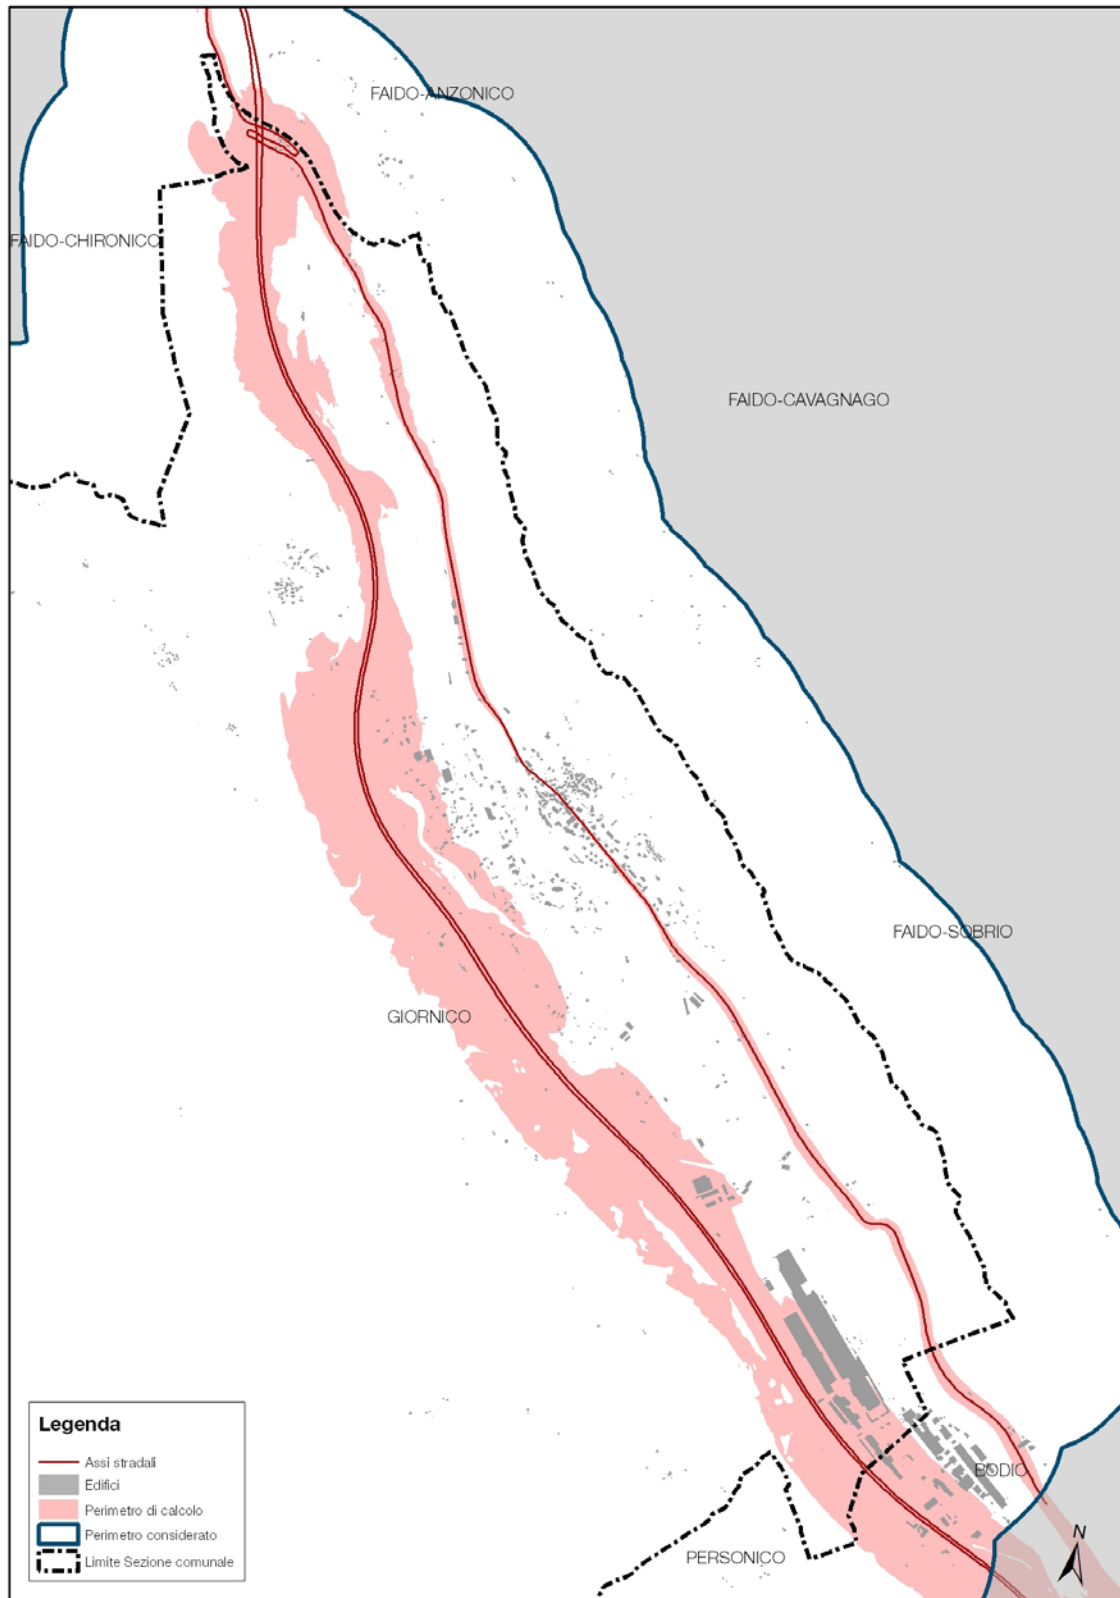 FAIDO-ANZONICO
FAIDO-CHIRONICO
FAIDO-CAVAGNAGO
FAIDO-SOBRIO
GIORNICO
Legenda
Assi stradali
Edifici
Perimetro di calcolo
Perimetro considerato
Limite Sezione comunale
BODIO
PERSONICO
N